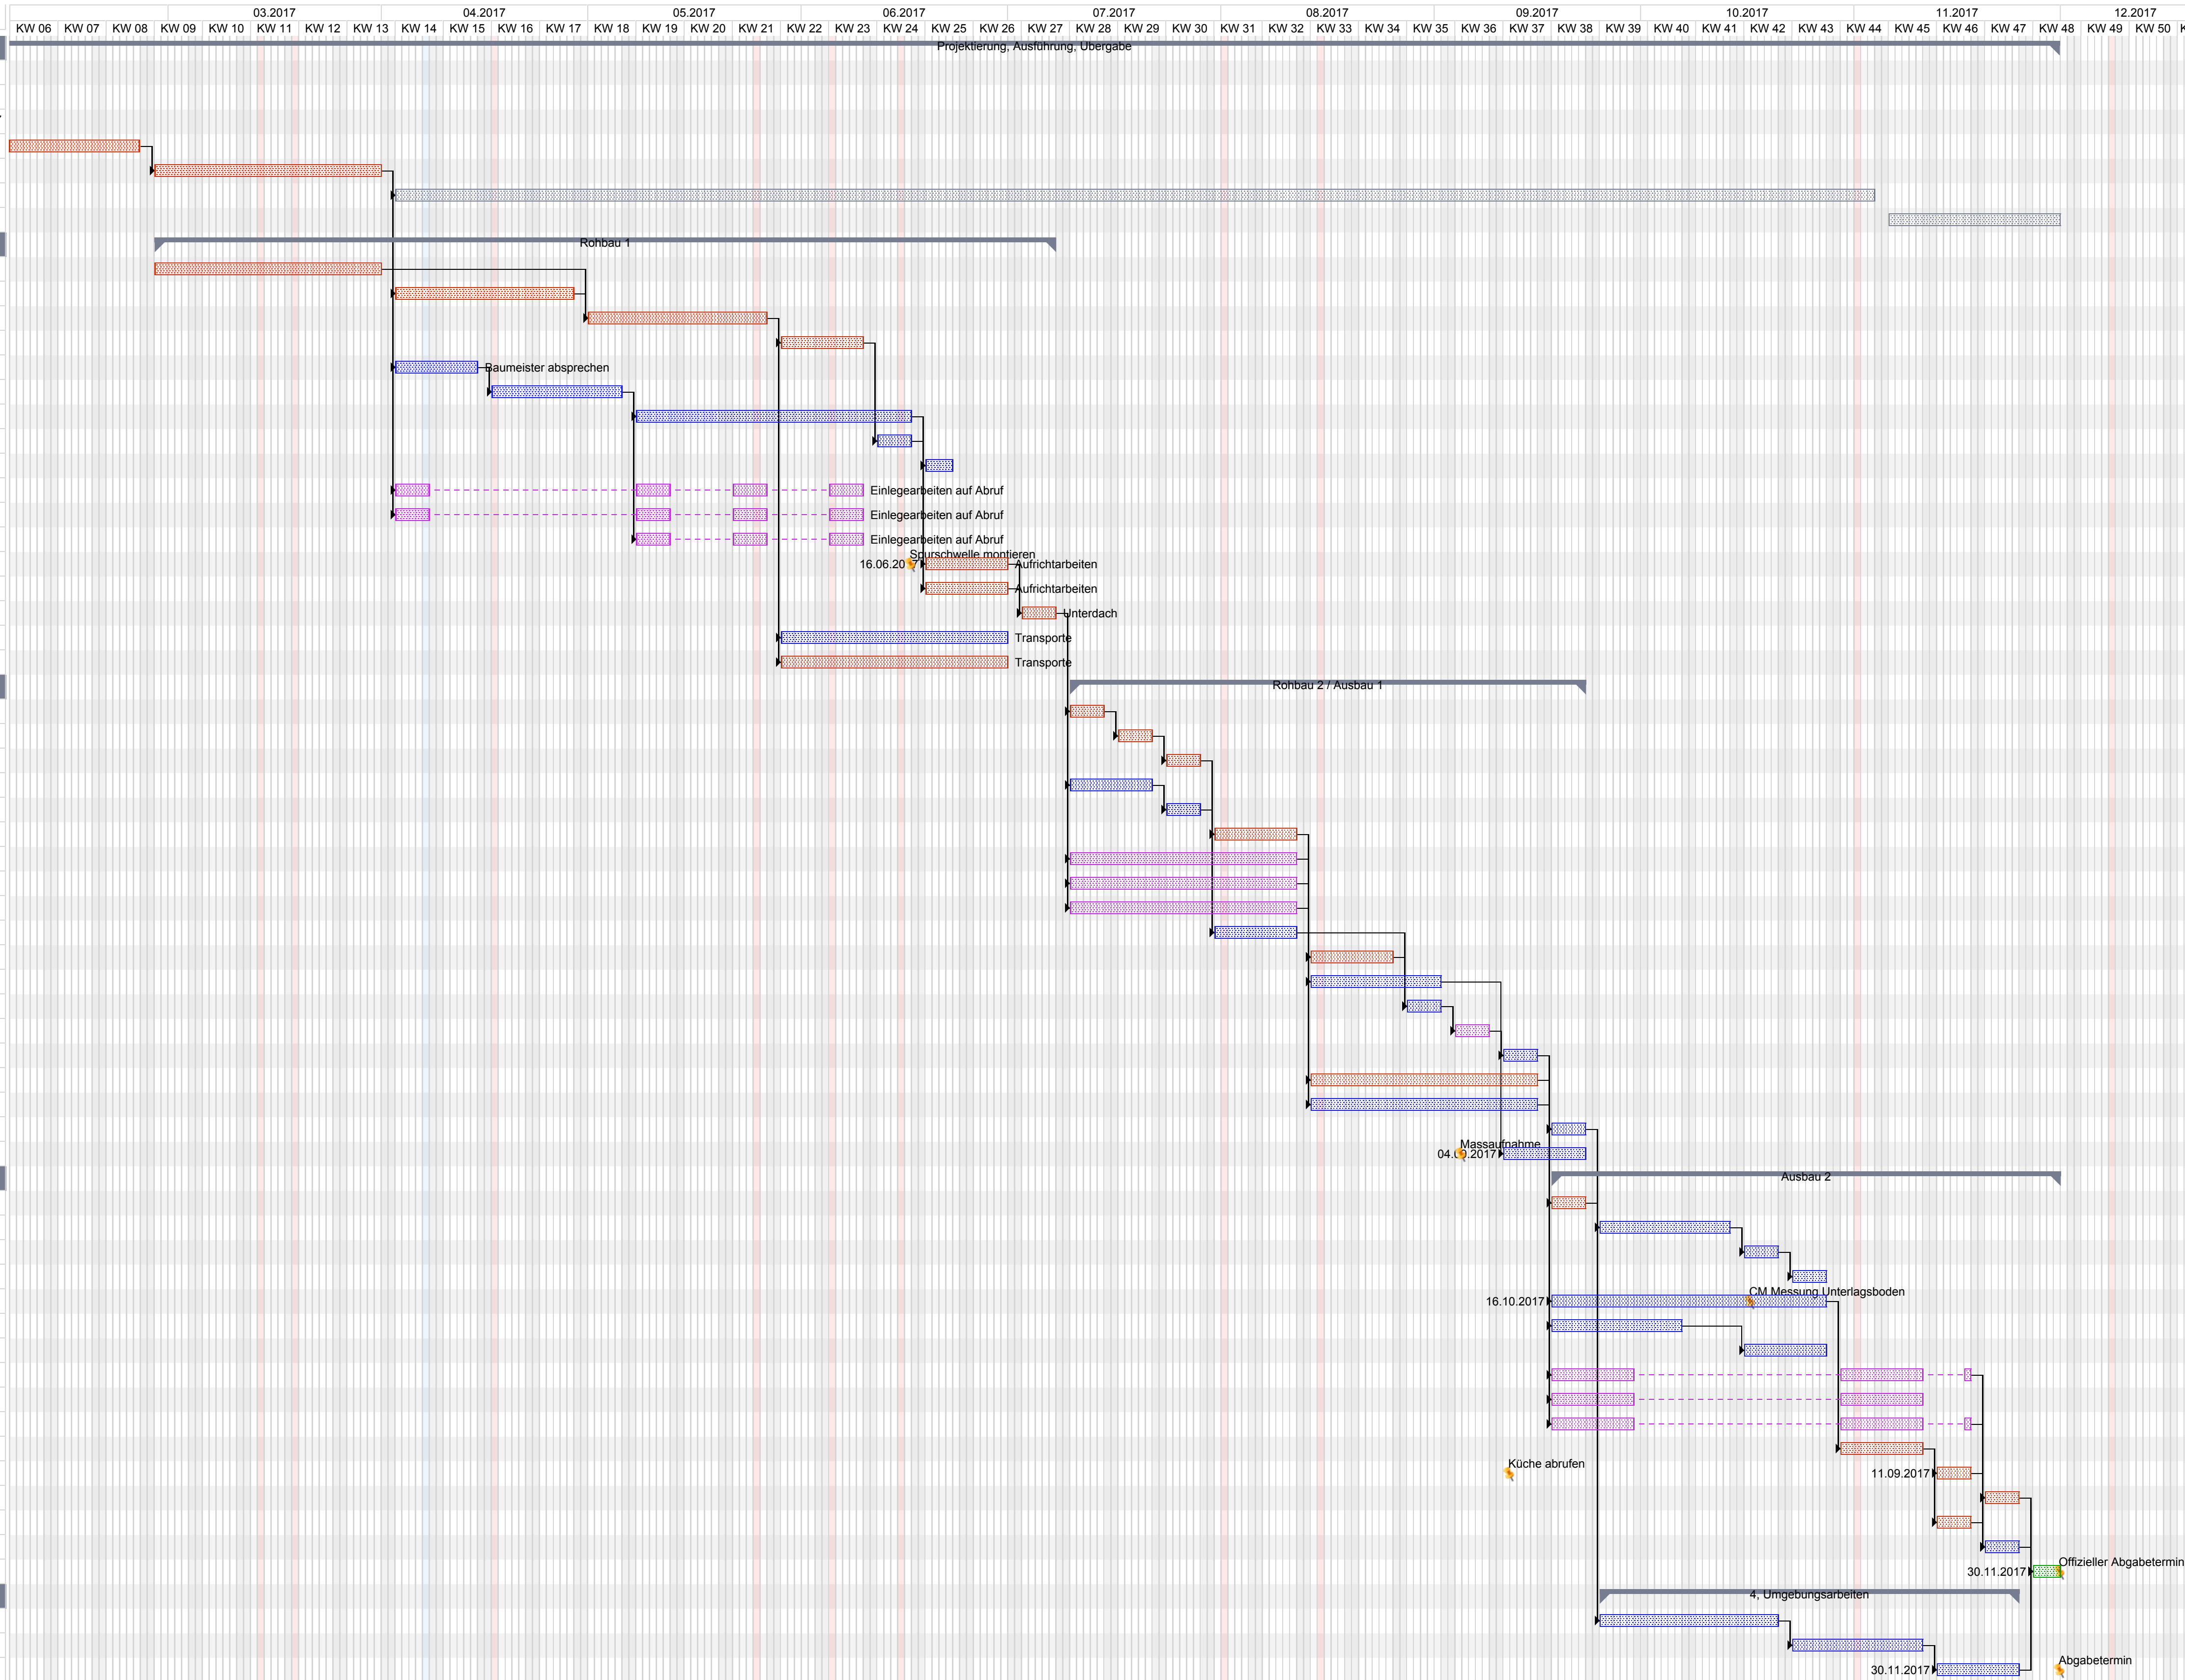 03.2017 04.2017 05.2017 06.2017 07.2017 08.2017 09.2017 10.2017 11.2017 12.2017
KW 06 KW 07 KW 08 KW 09 KW 10 KW 11 KW 12 KW 13 KW 14 KW 15 KW 16 KW 17 KW 18 KW 19 KW 20 KW 21 KW 22 KW 23 KW 24 KW 25 KW 26 KW 27 KW 28 KW 29 KW 30 KW 31 KW 32 KW 33 KW 34 KW 35 KW 36 KW 37 KW 38 KW 39 KW 40 KW 41 KW 42 KW 43 KW 44 KW 45 KW 46 KW 47 KW 48 KW 49 KW 50
Projektierung, Ausführung, Übergabe
Rohbau 1
Baumeister absprechen
Einlegearbeiten auf Abruf
Einlegearbeiten auf Abruf
Einlegearbeiten auf Abruf
Spurschwelle montieren
16.06.2017 Aufrichtarbeiten
Aufrichtarbeiten
Unterdach
Transporte
Transporte
Rohbau 2 / Ausbau 1
Massaufnahme
04.09.2017
Ausbau 2
CM Messung Unterlagsboden
16.10.2017
Küche abrufen
11.09.2017
Offizieller Abgabetermin
30.11.2017
4, Umgebungsarbeiten
Abgabetermin
30.11.2017